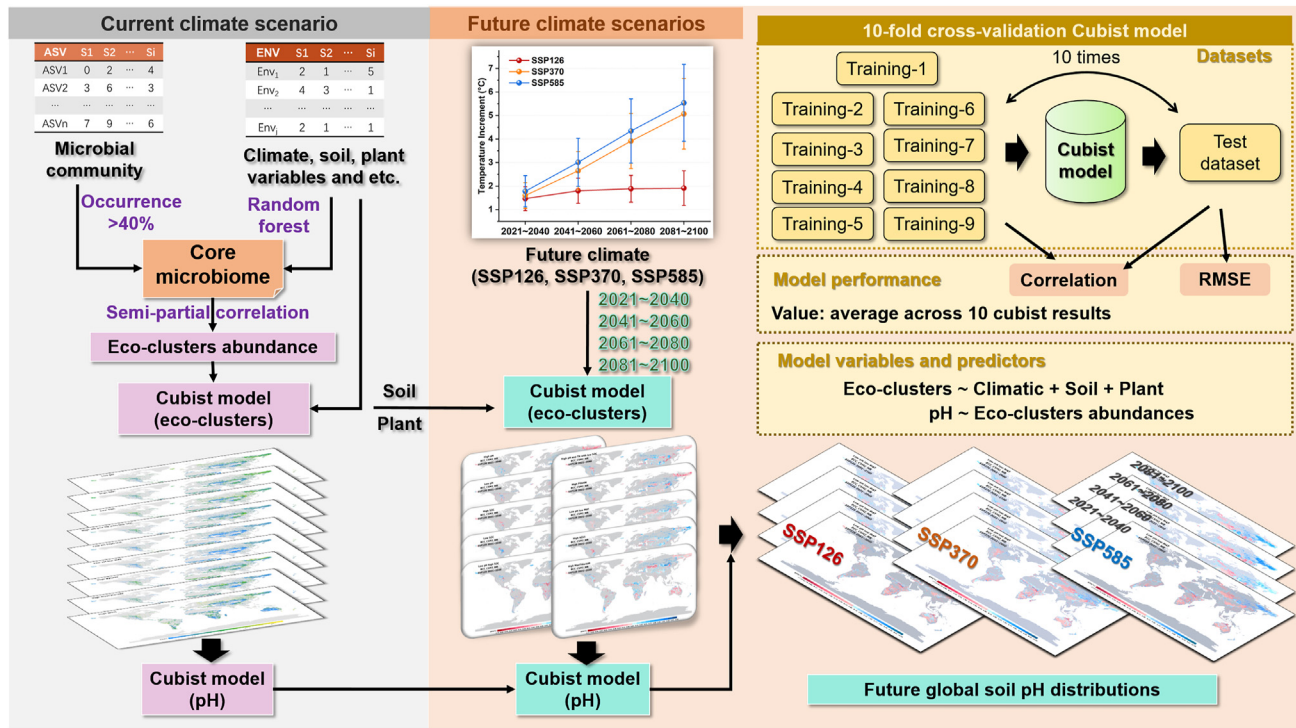 Current climate scenario
ASV S1 S2 ... Si
ASV1 0 2 ... 4
ASV2 3 6 ... 3
... ... ... ... ...
ASVn 7 9 ... 6
ENV S1 S2 ... Si
Env1 2 1 ... 5
Env2 4 3 ... 1
... ... ... ...
Envj 2 1 ... 1
Microbial
community
Climate, soil, plant
variables and etc.
Occurrence
>40%
Random
forest
Core
microbiome
Semi-partial correlation
Eco-clusters abundance
Cubist model
(eco-clusters)
Soil
Plant
Cubist model
(pH)
Future climate scenarios
Temperature Increment (°C)
SSP126
SSP370
SSP585
7
6
5
4
3
2
1
2021~2040 2041~2060 2061~2080 2081~2100
Future climate
(SSP126, SSP370, SSP585)
2021~2040
2041~2060
2061~2080
2081~2100
Cubist model
(eco-clusters)
Cubist model
(pH)
10-fold cross-validation Cubist model
Datasets
Training-1
Training-2
Training-3
Training-4
Training-5
Training-6
Training-7
Training-8
Training-9
10 times
Cubist
model
Test
dataset
Model performance
Correlation
RMSE
Value: average across 10 cubist results
Model variables and predictors
Eco-clusters ~ Climatic + Soil + Plant
pH ~ Eco-clusters abundances
2081~2100
2061~2080
2041~2060
2021~2040
SSP126
SSP370
SSP585
Future global soil pH distributions